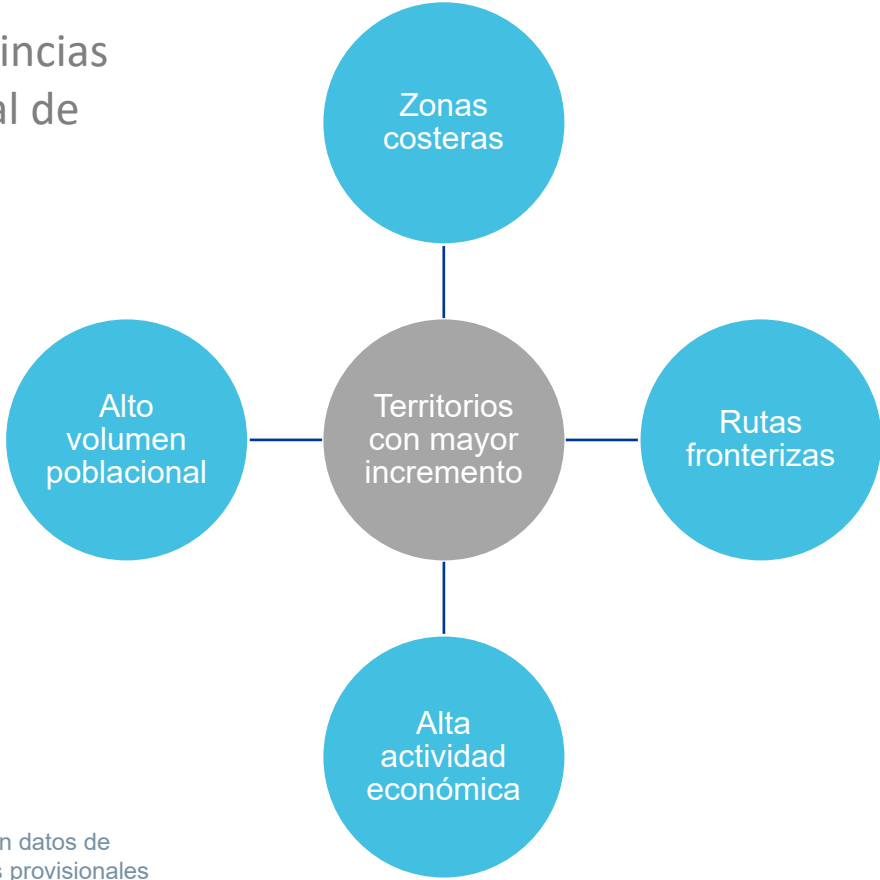 incias
al de
Zonas
costeras
Alto
volumen
poblacional
Territorios
con mayor
incremento
Rutas
fronterizas
Alta
actividad
económica
n datos de
s provisionales